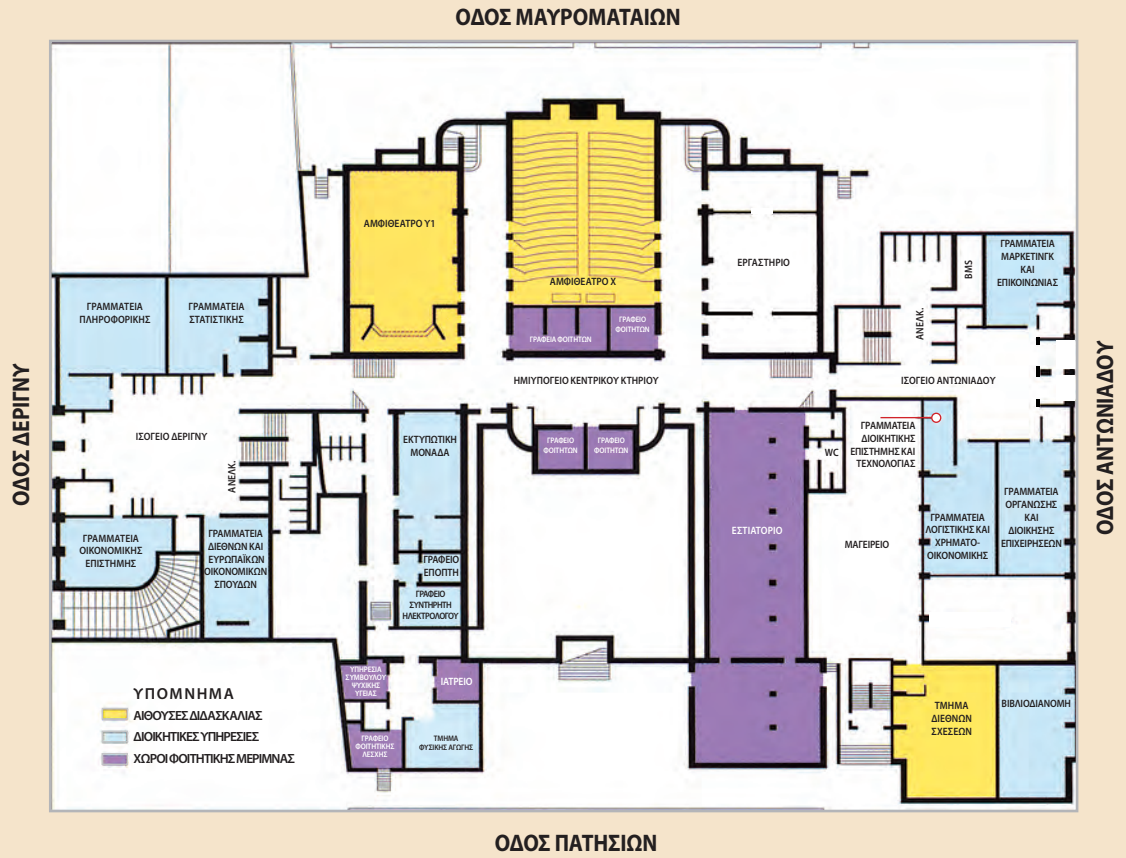 ΟΔΟΣ ΜΑΥΡΟΜΑΤΑΙΩΝ
ΑΜΦΙΘΕΑΤΡΟ Υ1
ΑΜΦΙΘΕΑΤΡΟ Χ
ΕΡΓΑΣΤΗΡΙΟ
ΓΡΑΜΜΑΤΕΙΑ
ΜΑΡΚΕΤΙΝΓΚ
ΚΑΙ
ΕΠΙΚΟΙΝΩΝΙΑΣ
BMS
ΑΝΕΛΚ.
ΓΡΑΜΜΑΤΕΙΑ
ΠΛΗΡΟΦΟΡΙΚΗΣ
ΓΡΑΜΜΑΤΕΙΑ
ΣΤΑΤΙΣΤΙΚΗΣ
ΓΡΑΦΕΙΑ ΦΟΙΤΗΤΩΝ
ΓΡΑΦΕΙΟ
ΦΟΙΤΗΤΩΝ
ΟΔΟΣ ΔΕΡΙΓΝΥ
ΗΜΙΥΠΟΓΕΙΟ ΚΕΝΤΡΙΚΟΥ ΚΤΗΡΙΟΥ
ΙΣΟΓΕΙΟ ΑΝΤΩΝΙΑΔΟΥ
ΟΔΟΣ ΑΝΤΩΝΙΑΔΟΥ
ΙΣΟΓΕΙΟ ΔΕΡΙΓΝΥ
ΑΝΕΛΚ.
ΕΚΤΥΠΩΤΙΚΗ
ΜΟΝΑΔΑ
ΓΡΑΦΕΙΟ
ΦΟΙΤΗΤΩΝ
ΓΡΑΦΕΙΟ
ΦΟΙΤΗΤΩΝ
WC
ΓΡΑΜΜΑΤΕΙΑ
ΔΙΟΙΚΗΤΙΚΗΣ
ΕΠΙΣΤΗΜΗΣ ΚΑΙ
ΤΕΧΝΟΛΟΓΙΑΣ
ΕΣΤΙΑΤΟΡΙΟ
ΜΑΓΕΙΡΕΙΟ
ΓΡΑΜΜΑΤΕΙΑ
ΛΟΓΙΣΤΙΚΗΣ ΚΑΙ
ΧΡΗΜΑΤΟ-
ΟΙΚΟΝΟΜΙΚΗΣ
ΓΡΑΜΜΑΤΕΙΑ
ΟΡΓΑΝΩΣΗΣ
ΚΑΙ
ΔΙΟΙΚΗΣΗΣ
ΕΠΙΧΕΙΡΗΣΕΩΝ
ΓΡΑΜΜΑΤΕΙΑ
ΟΙΚΟΝΟΜΙΚΗΣ
ΕΠΙΣΤΗΜΗΣ
ΓΡΑΜΜΑΤΕΙΑ
ΔΙΕΘΝΩΝ ΚΑΙ
ΕΥΡΩΠΑΪΚΩΝ
ΟΙΚΟΝΟΜΙΚΩΝ
ΣΠΟΥΔΩΝ
ΓΡΑΦΕΙΟ
ΕΠΟΠΤΗ
ΓΡΑΦΕΙΟ
ΣΥΝΤΗΡΗΤΗ
ΗΛΕΚΤΡΟΛΟΓΟΥ
ΥΠΗΡΕΣΙΑ
ΣΥΜΒΟΥΛΟΥ
ΨΥΧΙΚΗΣ
ΥΓΕΙΑΣ
ΙΑΤΡΕΙΟ
ΓΡΑΦΕΙΟ
ΦΟΙΤΗΤΙΚΗΣ
ΛΕΣΧΗΣ
ΤΜΗΜΑ
ΦΥΣΙΚΗΣ ΑΓΩΓΗΣ
ΤΜΗΜΑ
ΔΙΕΘΝΩΝ
ΣΧΕΣΕΩΝ
ΒΙΒΛΙΟΔΙΑΝΟΜΗ
ΥΠΟΜΝΗΜΑ
ΑΙΘΟΥΣΕΣ ΔΙΔΑΣΚΑΛΙΑΣ
ΔΙΟΙΚΗΤΙΚΕΣ ΥΠΗΡΕΣΙΕΣ
ΧΩΡΟΙ ΦΟΙΤΗΤΙΚΗΣ ΜΕΡΙΜΝΑΣ
ΟΔΟΣ ΠΑΤΗΣΙΩΝ